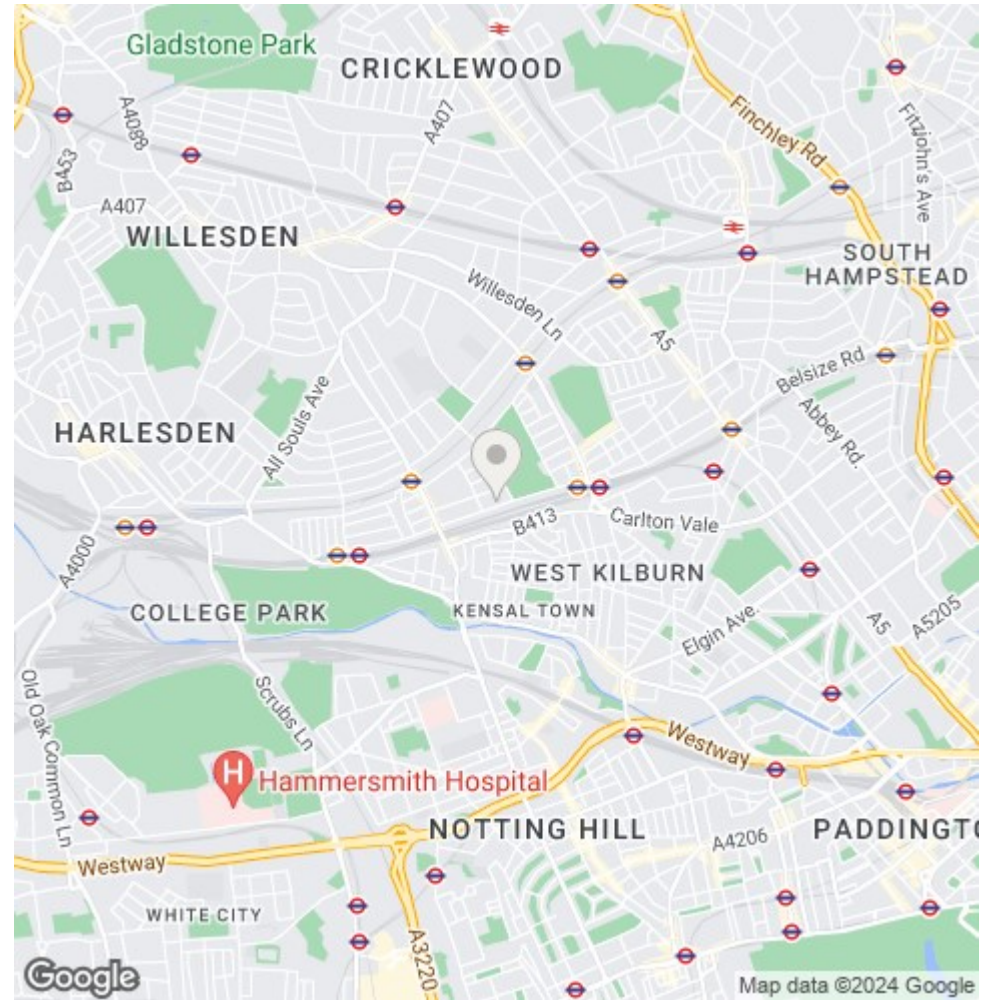 Gladstone Park
CRICKLEWOOD
A4088
A407
Finchley Rd
Fitzjohn's Ave
B453
A407
WILLESDEN
SOUTH
HAMPSTEAD
Willesden Ln
A5
Belsize Rd
All Souls Ave
Abbey Rd.
HARLESDEN
B413
Carlton Vale
A4000
WEST KILBURN
COLLEGE PARK
KENSAL TOWN
Elgin Ave.
A5
A5205
Old Oak Common Ln
Scrubs Ln
Westway
H
Hammersmith Hospital
NOTTING HILL
A4206
PADDINGTO
Westway
WHITE CITY
A3220
Google
Map data ©2024 Google